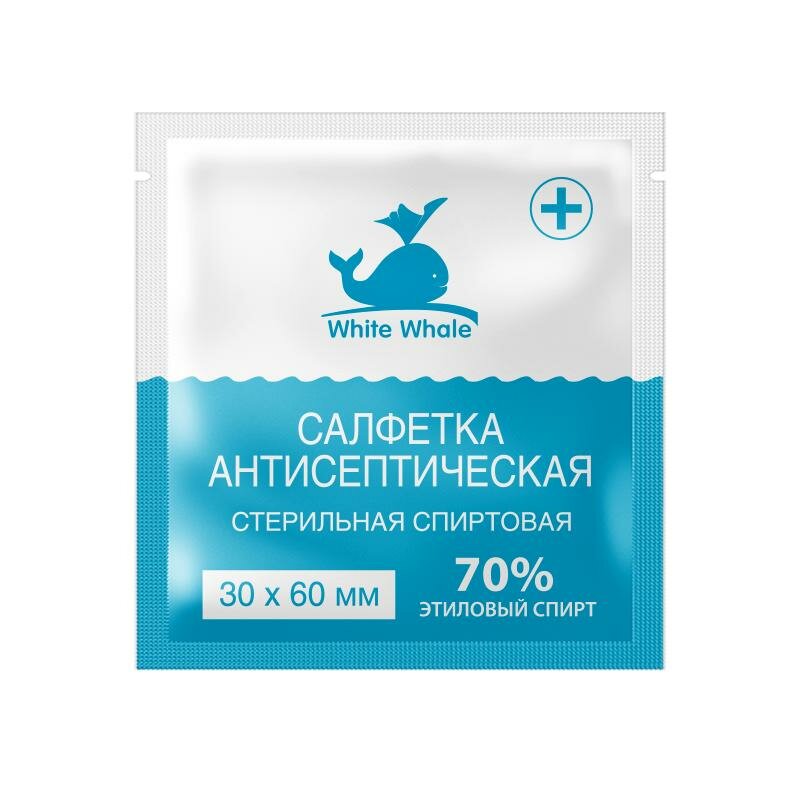 White Whale
САЛФЕТКА
АНТИСЕПТИЧЕСКАЯ
СТЕРИЛЬНАЯ СПИРТОВАЯ
30 х 60 мм
70%
ЭТИЛОВЫЙ СПИРТ